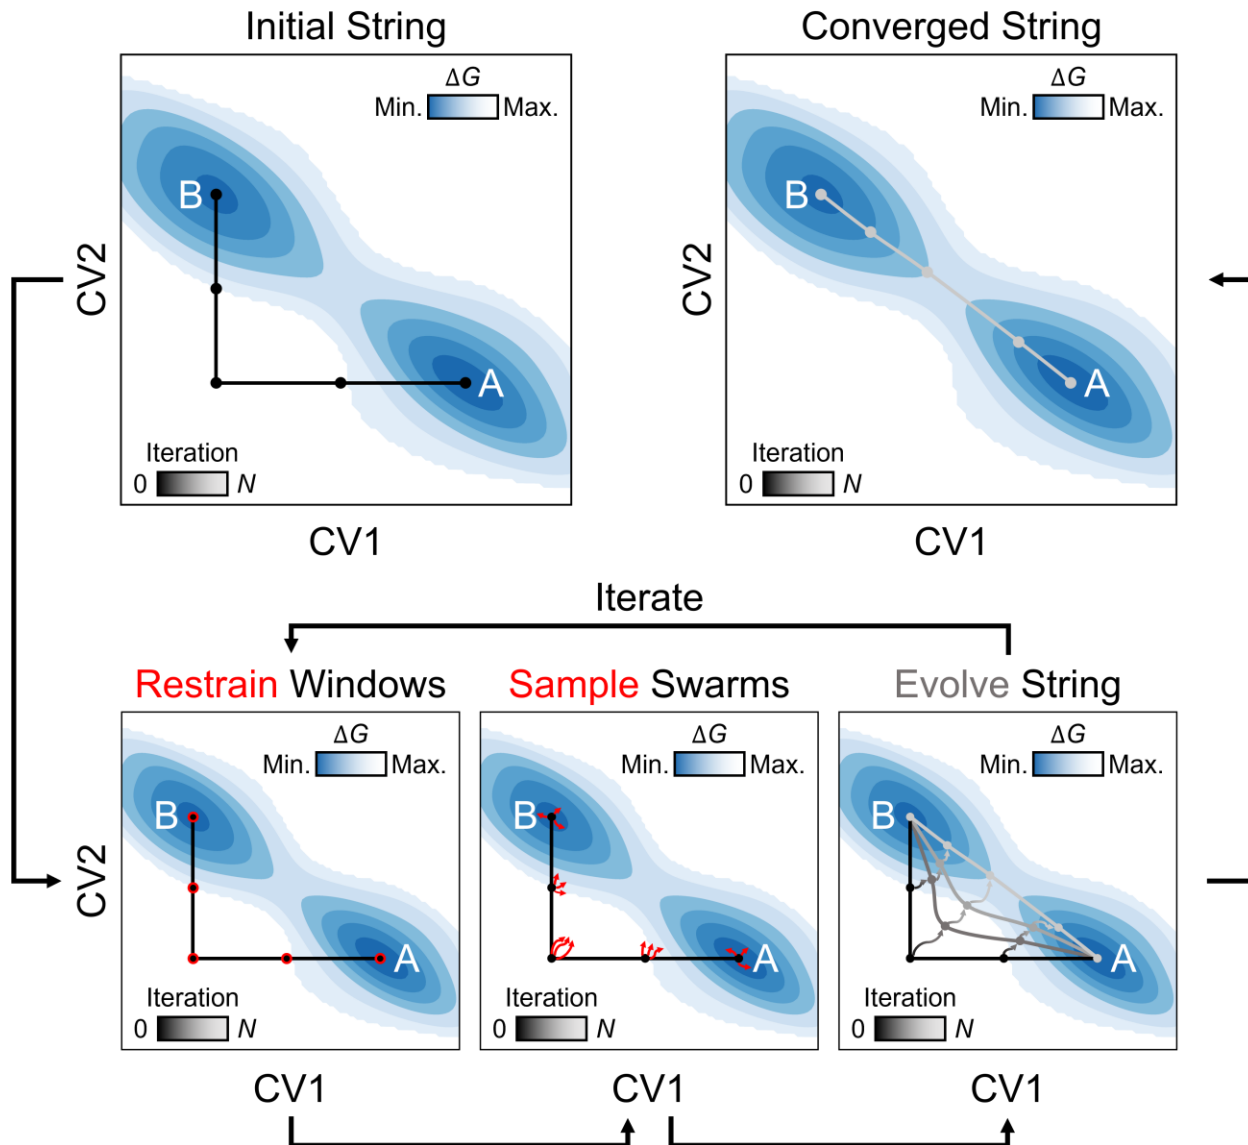 Initial String
ΔG
Min. Max.
B
A
CV2
Iteration
0 N
CV1
Converged String
ΔG
Min. Max.
B
A
CV2
Iteration
0 N
CV1
Iterate
Restrain Windows
ΔG
Min. Max.
B
A
CV2
Iteration
0 N
CV1
Sample Swarms
ΔG
Min. Max.
B
A
Iteration
0 N
CV1
Evolve String
ΔG
Min. Max.
B
A
Iteration
0 N
CV1